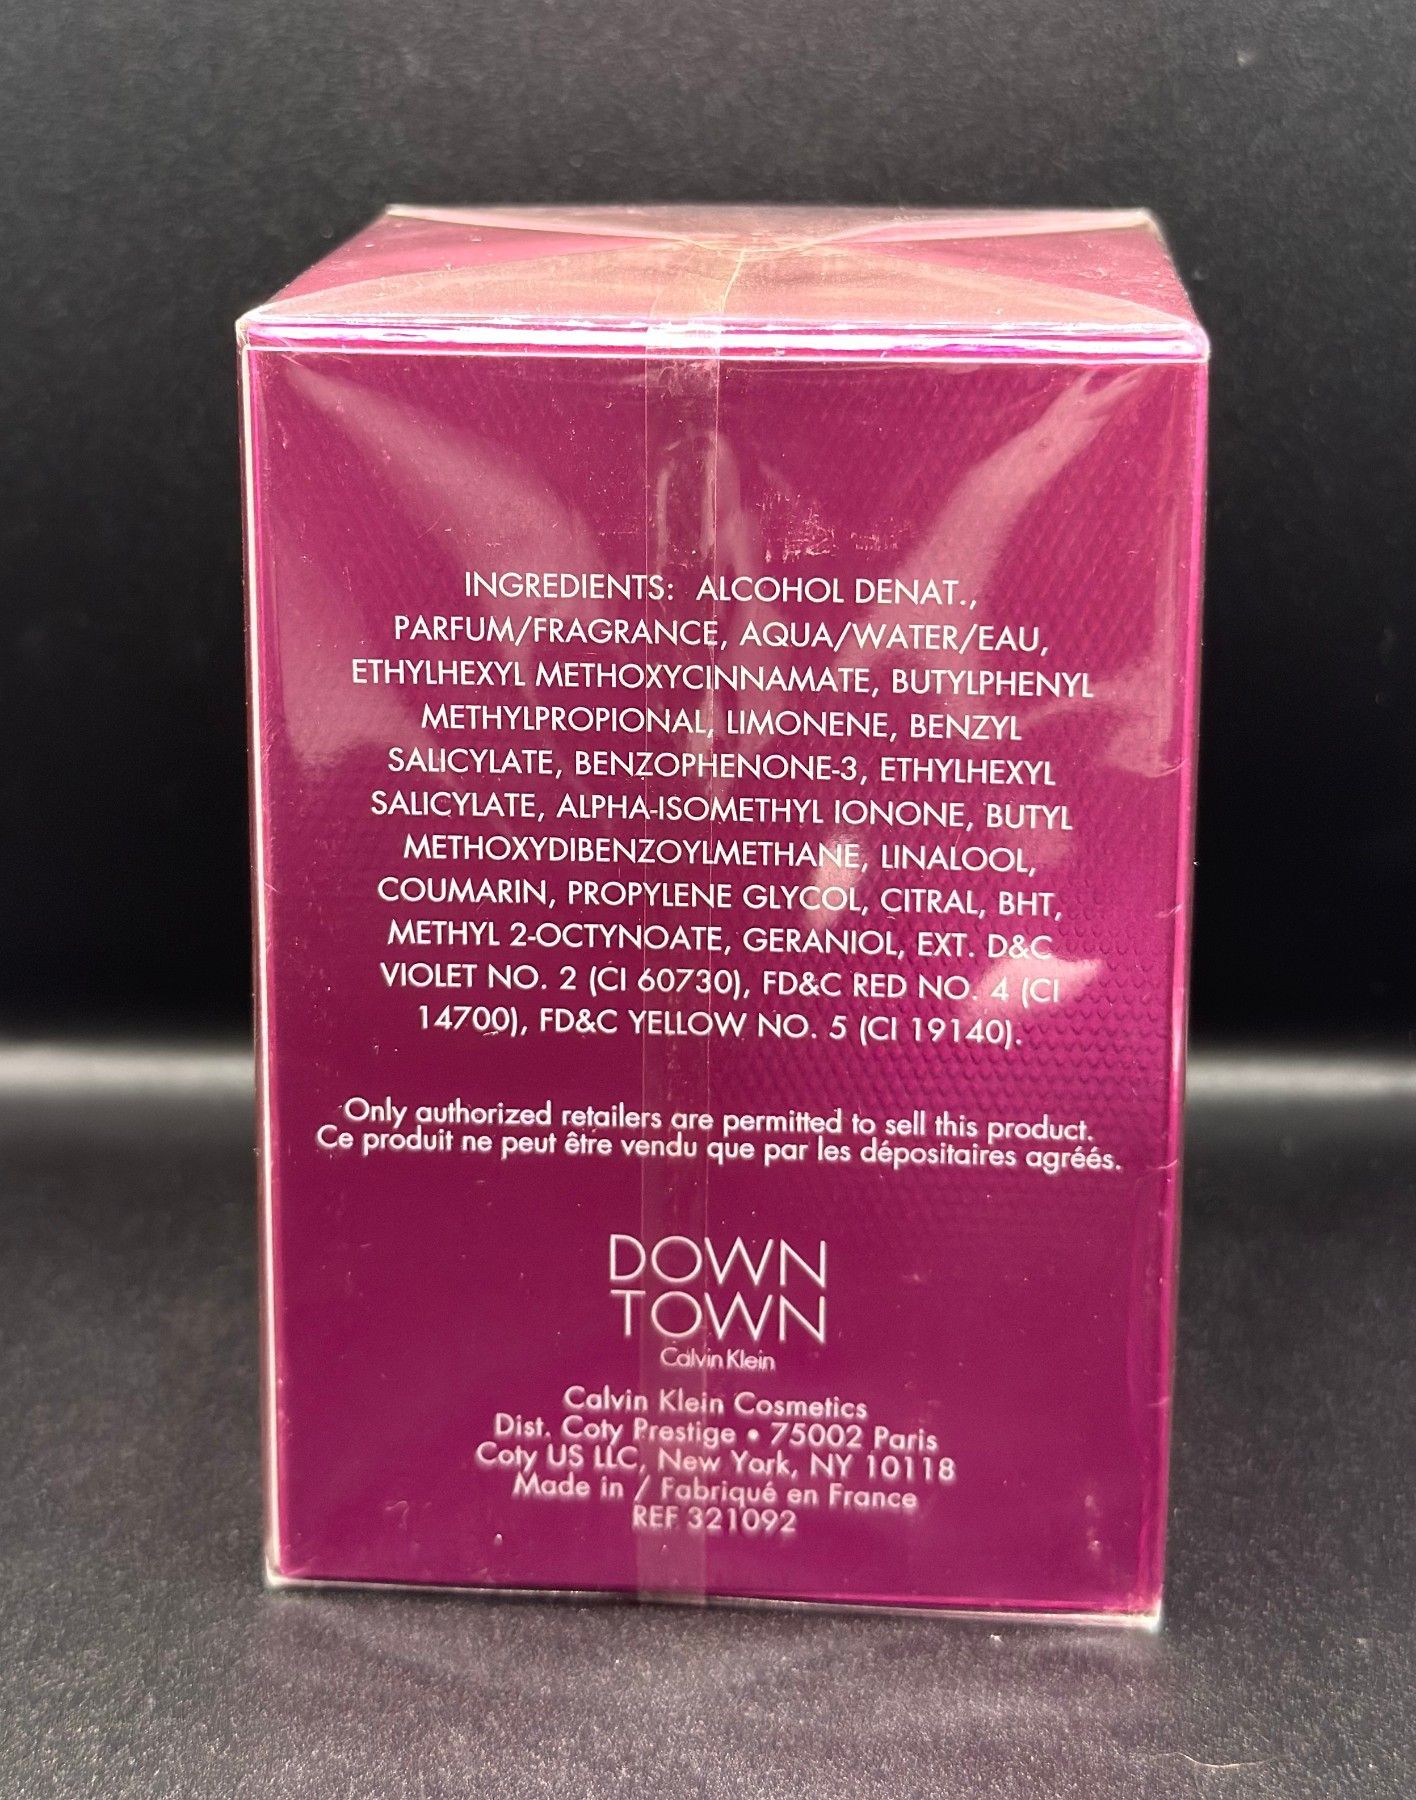 INGREDIENTS: ALCOHOL DENAT.,
PARFUM/FRAGRANCE, AQUA/WATER/EAU,
ETHYLHEXYL METHOXYCINNAMATE, BUTYLPHENYL
METHYLPROPIONAL, LIMONENE, BENZYL
SALICYLATE, BENZOPHENONE-3, ETHYLHEXYL
SALICYLATE, ALPHA-ISOMETHYL IONONE, BUTYL
METHOXYDIBENZOYLMETHANE, LINALOOL,
COUMARIN, PROPYLENE GLYCOL, CITRAL, BHT,
METHYL 2-OCTYNOATE, GERANIOL, EXT. D&C
VIOLET NO. 2 (CI 60730), FD&C RED NO. 4 (CI
14700), FD&C YELLOW NO. 5 (CI 19140).
Only authorized retailers are permitted to sell this product.
Ce produit ne peut être vendu que par les dépositaires agréés.
DOWN
TOWN
Calvin Klein
Calvin Klein Cosmetics
Dist. Coty Prestige • 75002 Paris
Coty US LLC, New York, NY 10118
Made in / Fabriqué en France
REF 321092